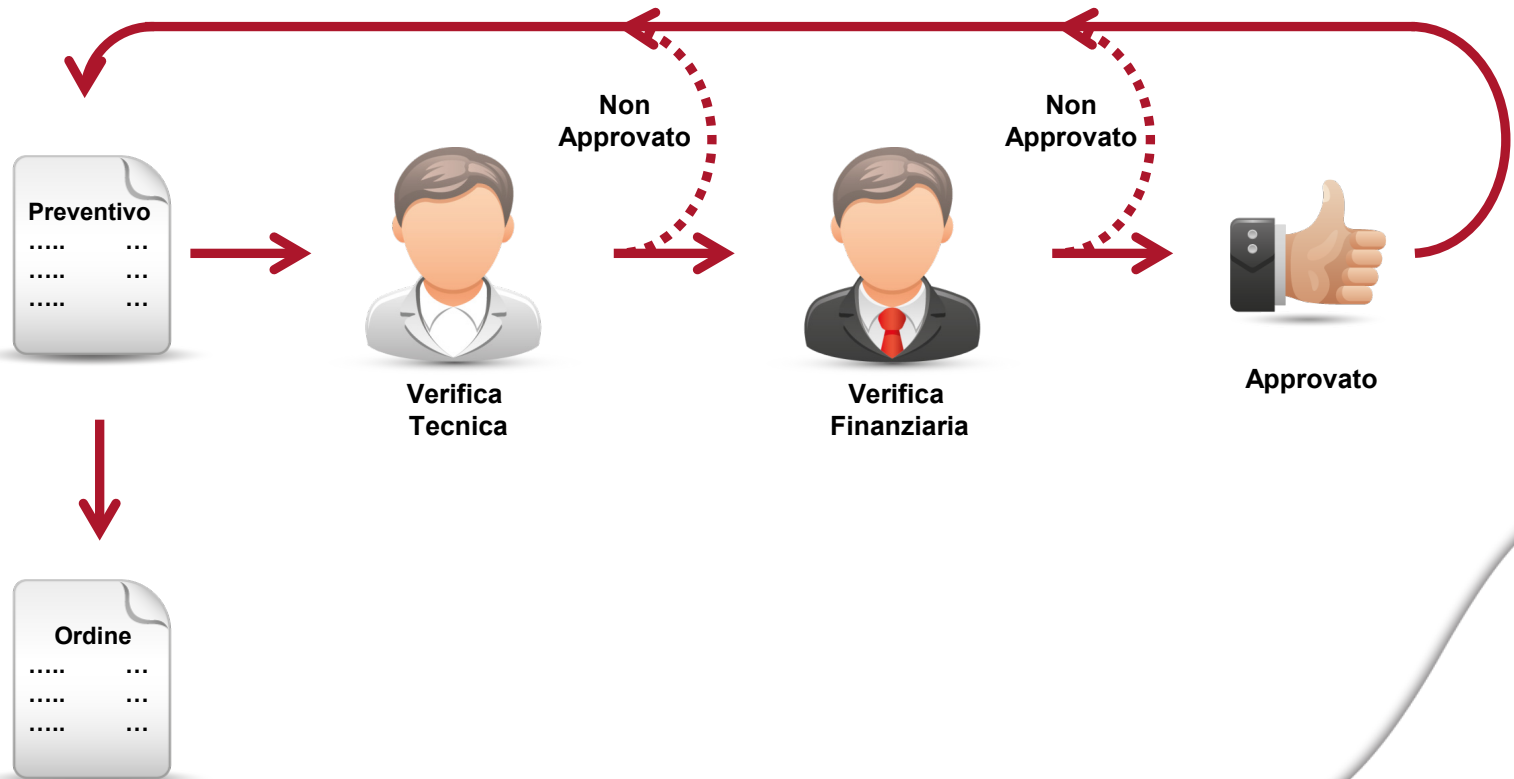 Non
Approvato
Non
Approvato
Preventivo
..... ...
..... ...
..... ...
Verifica
Tecnica
Verifica
Finanziaria
Approvato
Ordine
..... ...
..... ...
..... ...